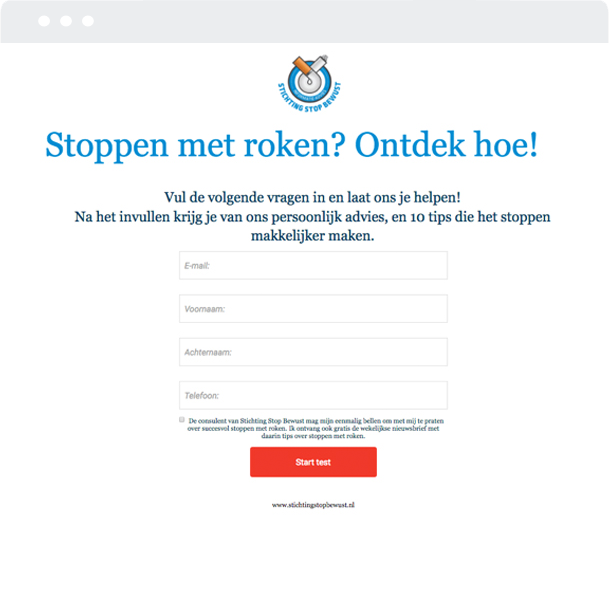 STICHTING STOP BEWUST
Stoppen met roken? Ontdek hoe!
Vul de volgende vragen in en laat ons je helpen!
Na het invullen krijg je van ons persoonlijk advies, en 10 tips die het stoppen
makkelijker maken.
E-mail:
Voornaam:
Achternaam:
Telefoon:
De consulent van Stichting Stop Bewust mag mijn eenmalig bellen om met mij te praten
over succesvol stoppen met roken. Ik ontvang ook gratis de wekelijkse nieuwsbrief met
daarin tips over stoppen met roken.
Start test
www.stichtingstopbewust.nl